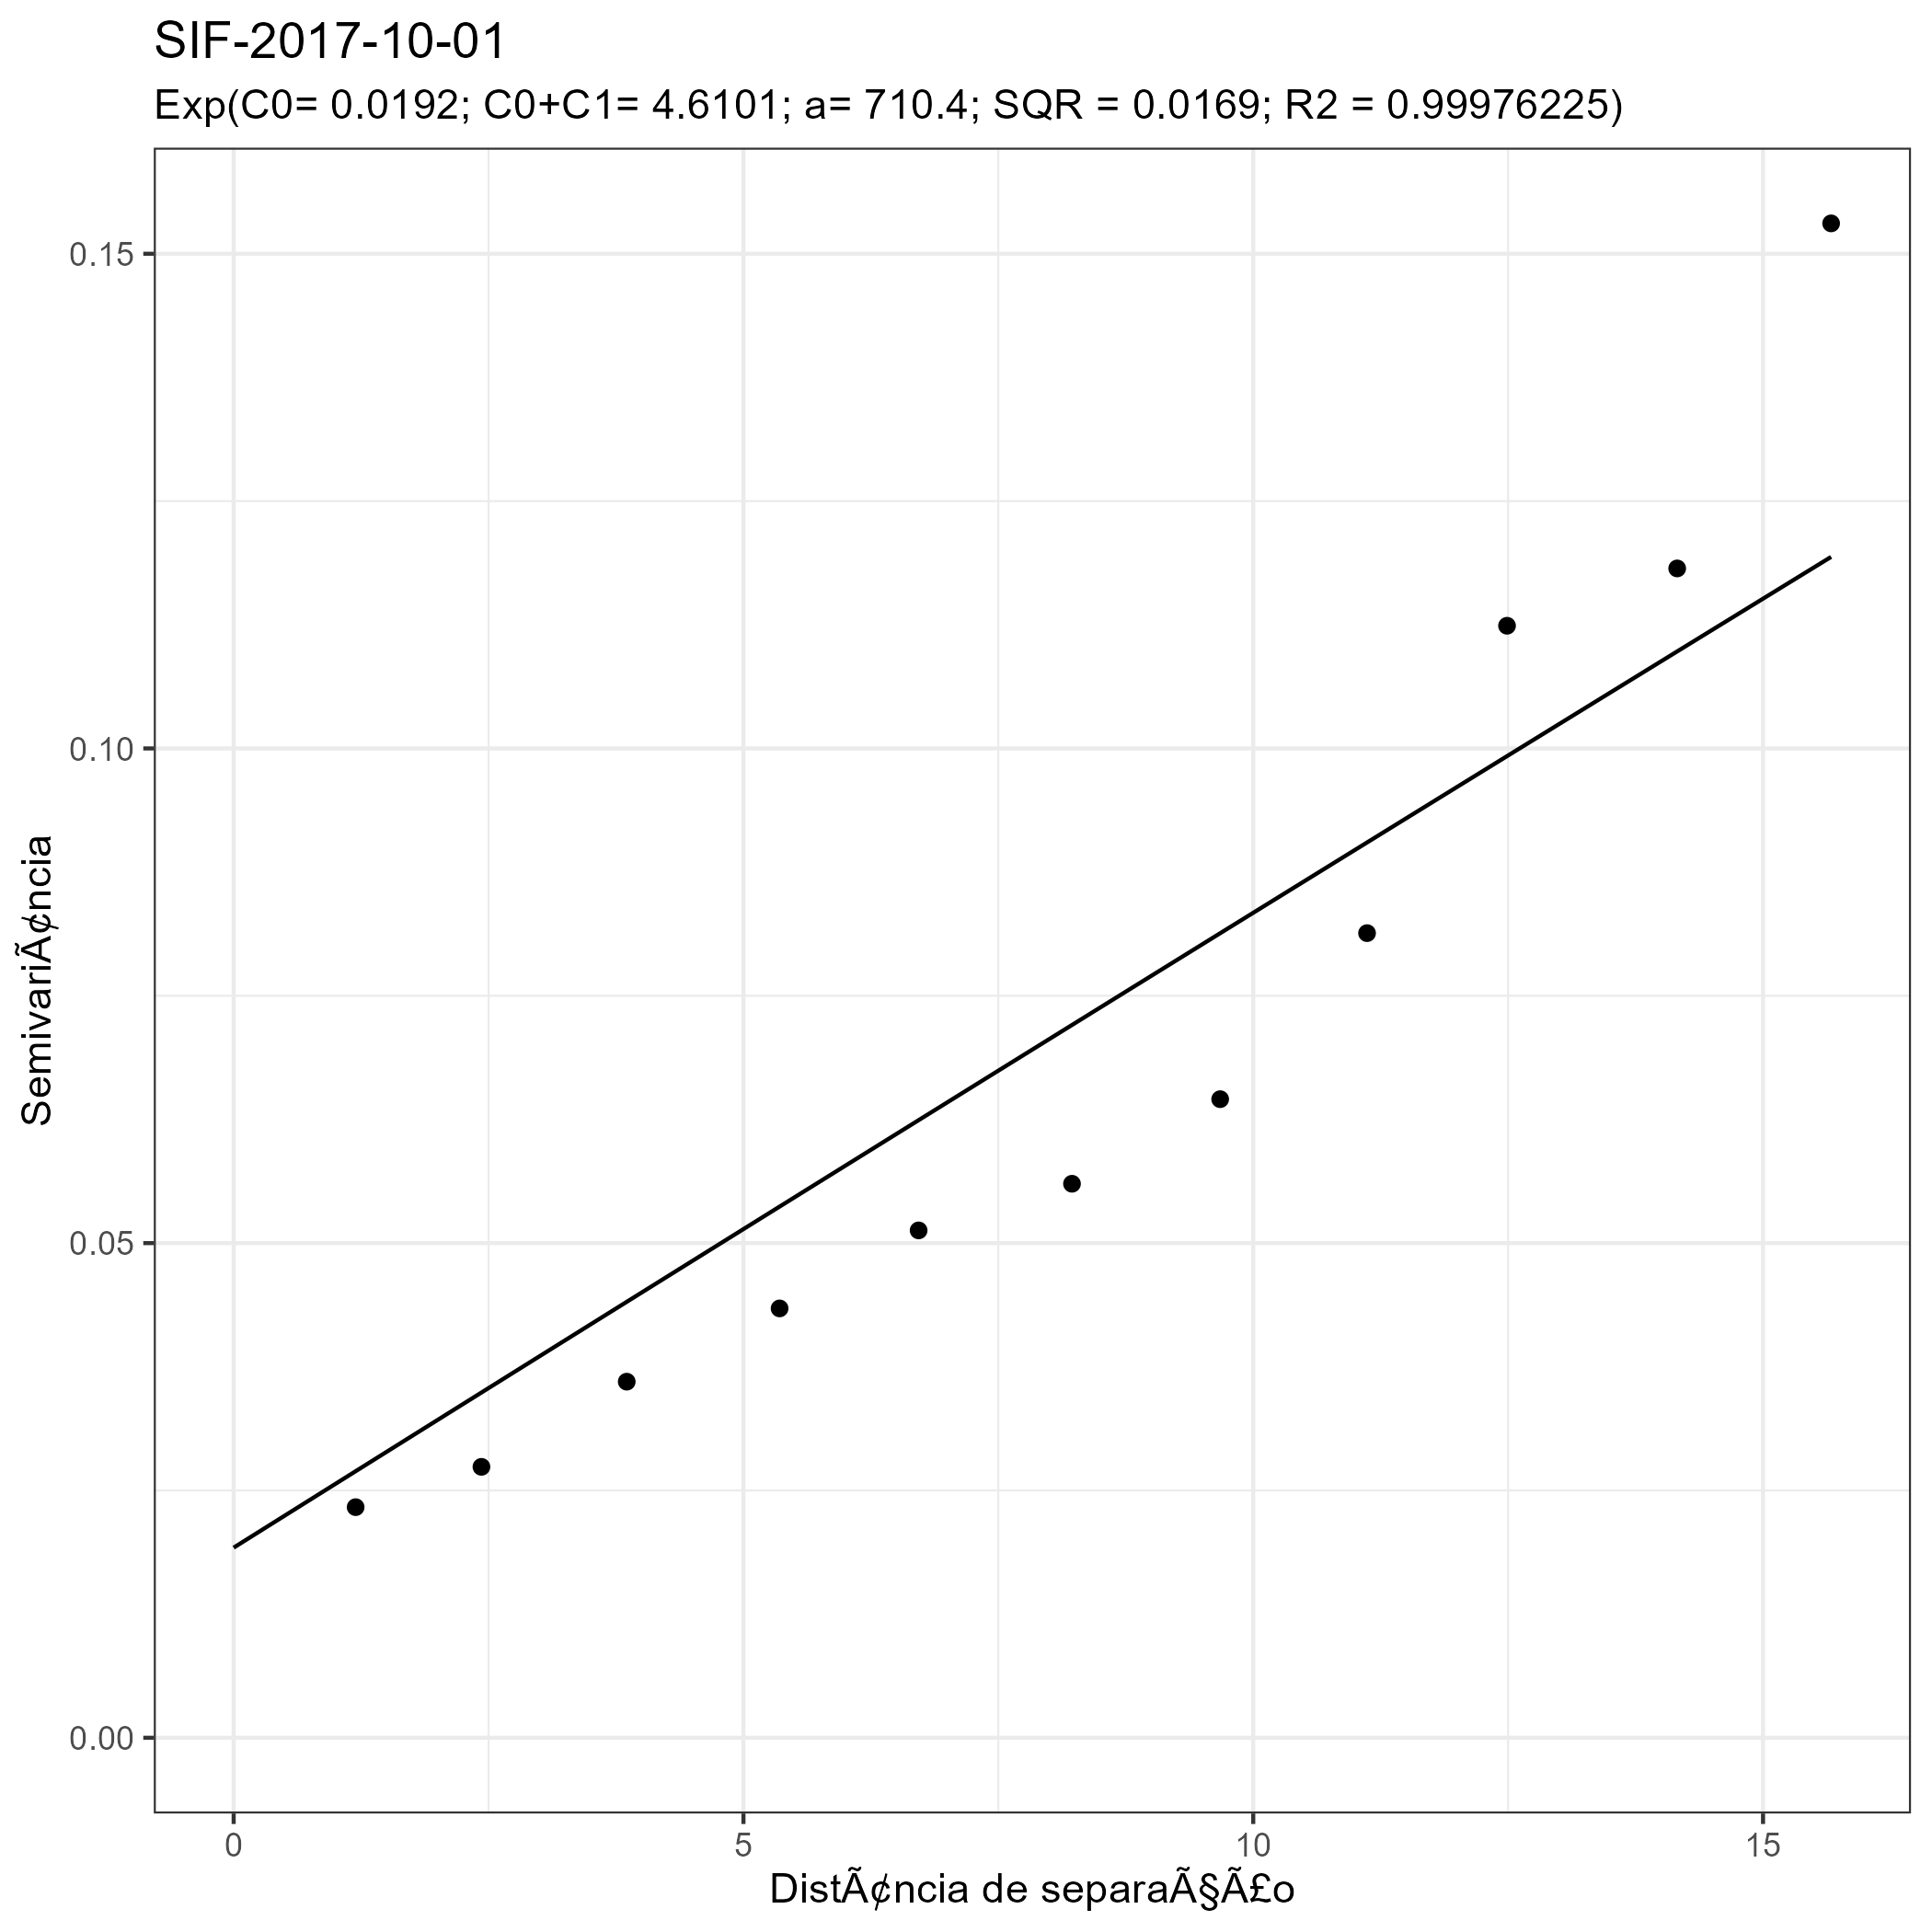 SIF-2017-10-01
Exp(C0= 0.0192; C0+C1= 4.6101; a= 710.4; SQR = 0.0169; R2 = 0.99976225)
0.15
0.10
0.05
0.00
SemivariÃ¢ncia
0 5 10 15
DistÃ¢ncia de separaÃ§Ã£o